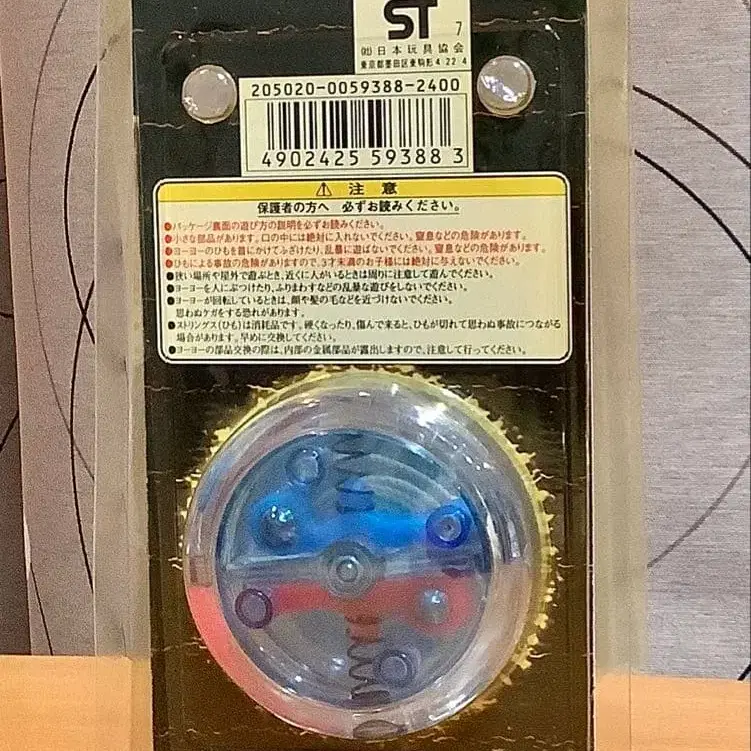 ST 7
㈳日本玩具協会
東京都墨田区東駒形4-22-4
205020-0059388-2400
4902425 59388 3
⚠ 注意
保護者の方へ 必ずお読みください。
●パッケージ裏面の遊び方の説明を必ずお読みください。
●小さな部品があります。口の中には絶対に入れないでください。窒息などの危険があります。
●ヨーヨーのひもを首にかけてふざけたり、乱暴に遊ばないでください。窒息などの危険があります。
●ひもによる事故の危険がありますので、3才未満のお子様には絶対に与えないでください。
●狭い場所や屋外で遊ぶとき、近くに人がいるときは周りに注意して遊んでください。
●ヨーヨーを人にぶつけたり、ふりまわすなどの乱暴な遊びをしないでください。
●ヨーヨーが回転しているときは、顔や髪の毛などを近づけないでください。
思わぬケガをする恐れがあります。
●ストリングス(ひも)は消耗品です。硬くなったり、傷んで来ると、ひもが切れて思わぬ事故につながる
場合があります。早めに交換してください。
●ヨーヨーの部品交換の際は、内部の金属部品が露出しますので、注意して行ってください。